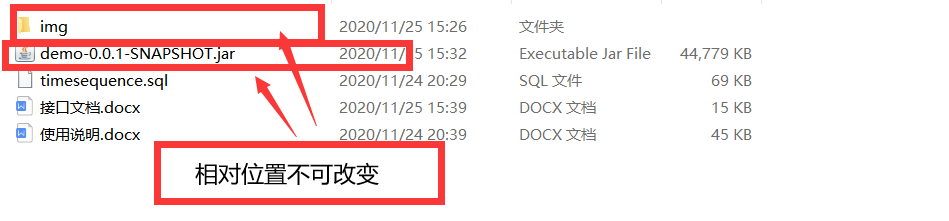 img 2020/11/25 15:26 文件夹
demo-0.0.1-SNAPSHOT.jar 5 15:32 Executable Jar File 44,779 KB
timesequence.sql 2020/11/24 20:29 SQL 文件 69 KB
接口文档.docx 2020/11/25 15:39 DOCX 文档 15 KB
使用说明.docx 2020/11/24 20:39 DOCX 文档 45 KB
相对位置不可改变